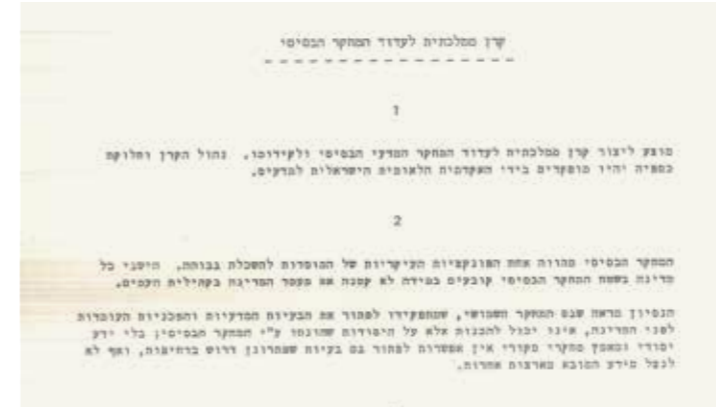 קרן ממלכתית לעדוד המחקר הבסיסי
1
מוצע ליצור קרן ממלכתית לעדוד המחקר המדעי הבסיסי ולקידומו. נהול הקרן וחלוקת
כספיה יהיו מופקדים בידי האקדמיה הלאומית הישראלית למדעים.
2
המחקר הבסיסי מהווה אחת הפונקציות העיקריות של המוסדות להשכלה גבוהה. הישגי כל
מדינה בשטח המחקר הבסיסי קובעים במידה לא קטנה את מעמד המדינה בקהילית העמים.
הנסיון מראה שגם המחקר השמושי, שמתפקידו לפתור את הבעיות המדעיות והטכניות העומדות
לפני המדינה, אינו יכול להבנות אלא על היסודות שהונחו ע"י המחקר הבסיסי; בלי ידע
יסודי ומאמץ מחקרי מקורי אין אפשרות לפתור גם בעיות שפתרונן דרוש בדחיפות, ואף לא
לנצל מידע המובא מארצות אחרות.